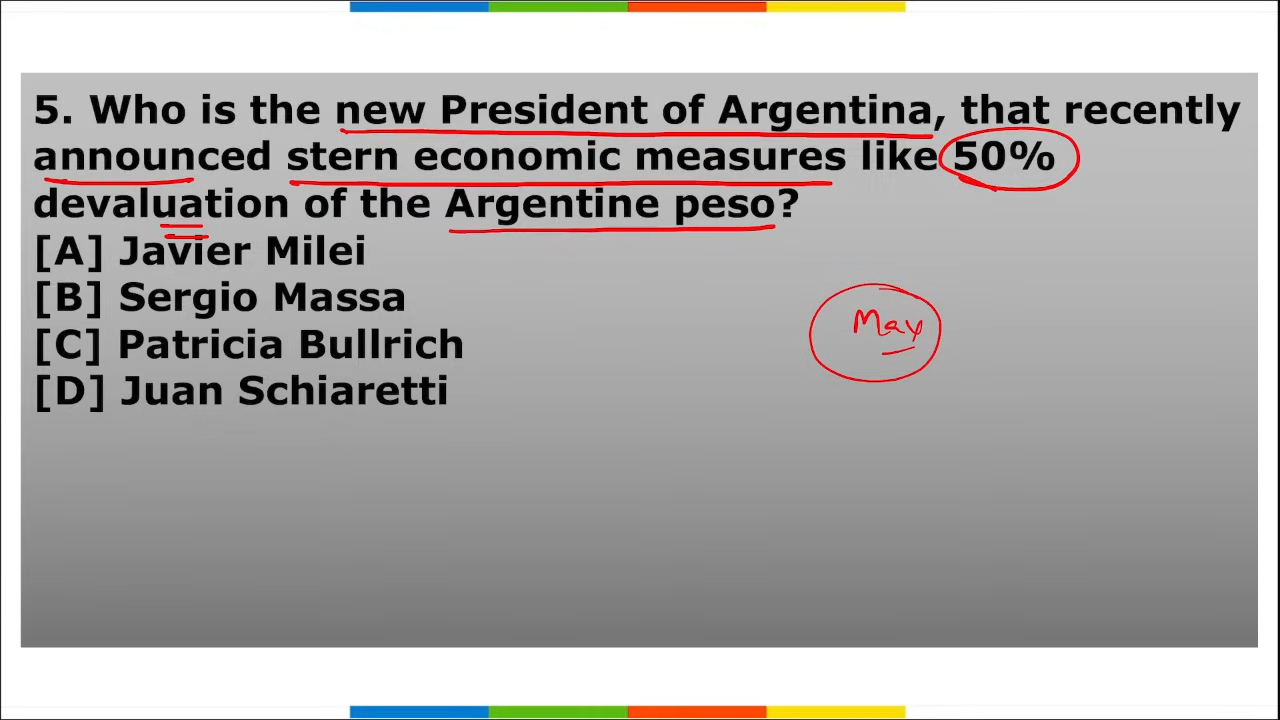 5. Who is the new President of Argentina, that recently
announced stern economic measures like 50%
devaluation of the Argentine peso?
[A] Javier Milei
[B] Sergio Massa
[C] Patricia Bullrich
[D] Juan Schiaretti
May